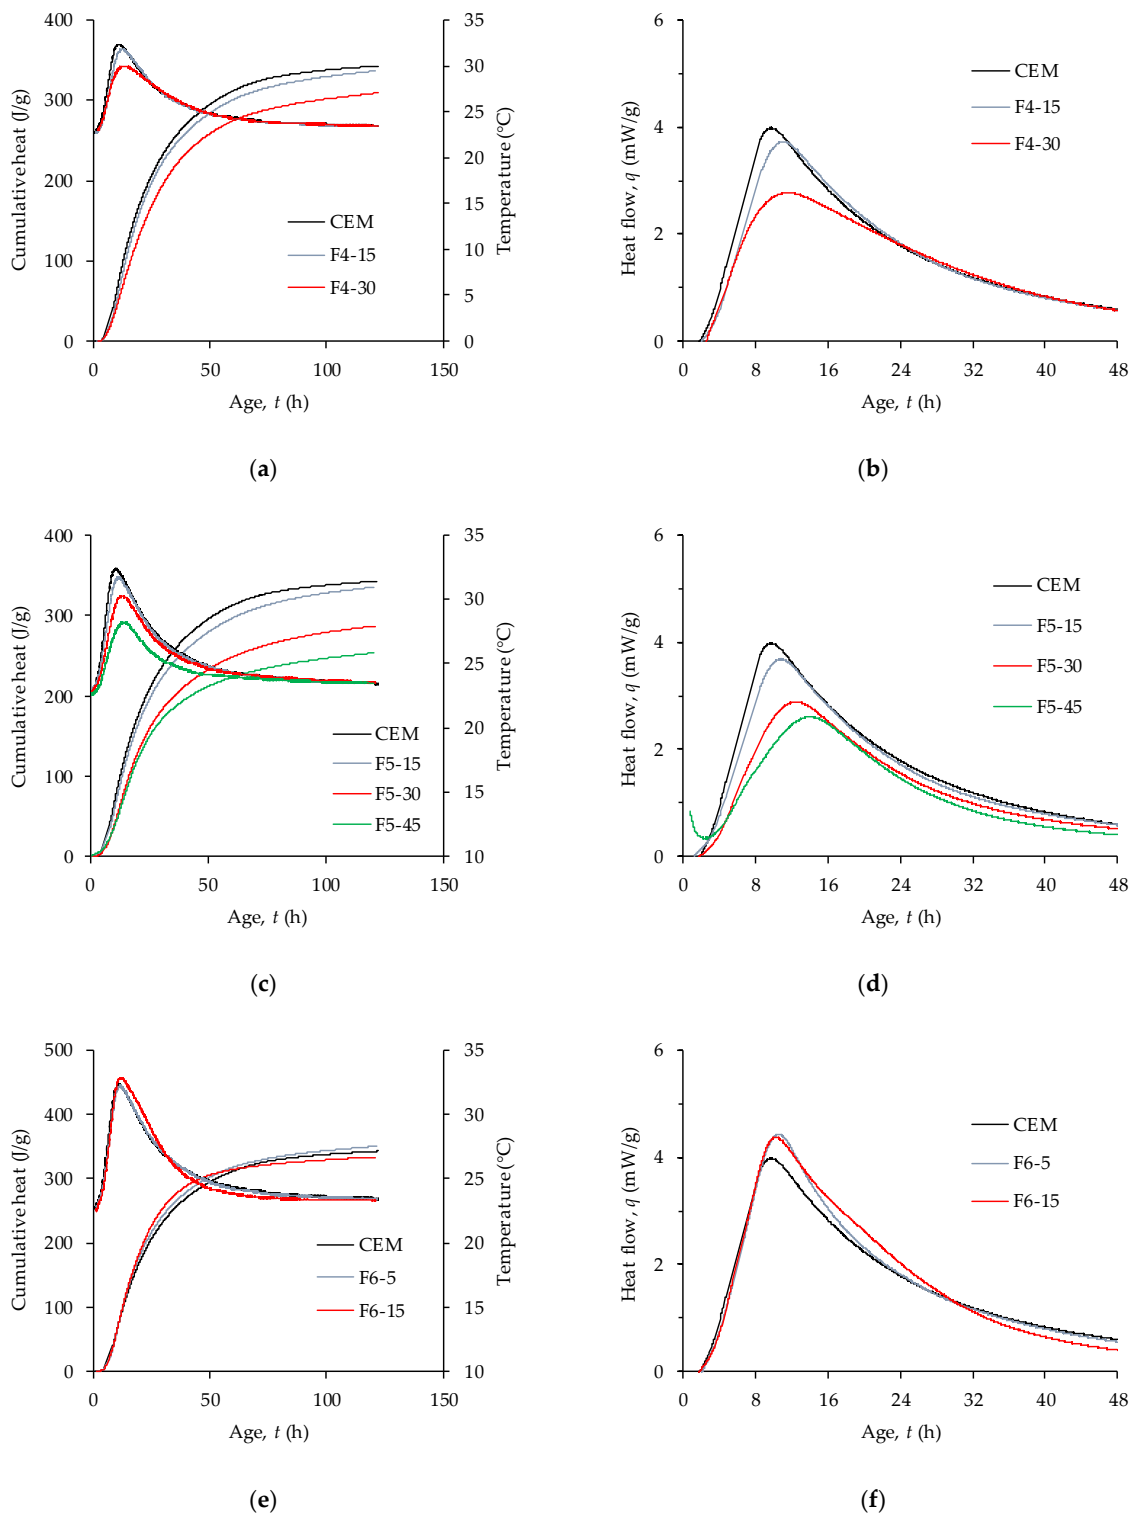 400
300
200
100
0
Cumulative heat (J/g)
35
30
25
20
15
10
5
0
Temperature (°C)
CEM
F4-15
F4-30
0 50 100 150
Age, t (h)
(a)
6
4
2
0
Heat flow, q (mW/g)
CEM
F4-15
F4-30
0 8 16 24 32 40 48
Age, t (h)
(b)
400
300
200
100
0
Cumulative heat (J/g)
35
30
25
20
15
10
Temperature (°C)
CEM
F5-15
F5-30
F5-45
0 50 100 150
Age, t (h)
(c)
6
4
2
0
Heat flow, q (mW/g)
CEM
F5-15
F5-30
F5-45
0 8 16 24 32 40 48
Age, t (h)
(d)
500
400
300
200
100
0
Cumulative heat (J/g)
35
30
25
20
15
10
Temperature (°C)
CEM
F6-5
F6-15
0 50 100 150
Age, t (h)
(e)
6
4
2
0
Heat flow, q (mW/g)
CEM
F6-5
F6-15
0 8 16 24 32 40 48
Age, t (h)
(f)